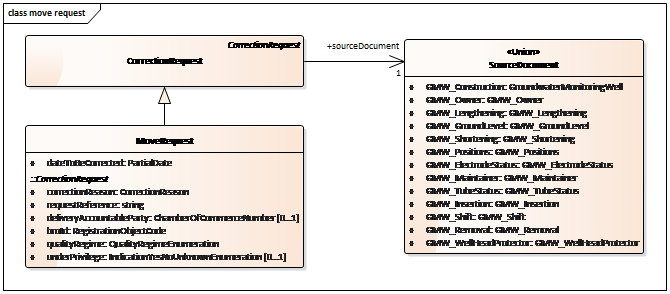 class move request
CorrectionRequest
CorrectionRequest
+sourceDocument
1
«Union»
SourceDocument
GMW_Construction: GroundwaterMonitoringWell
GMW_Owner: GMW_Owner
GMW_Lengthening: GMW_Lengthening
GMW_GroundLevel: GMW_GroundLevel
GMW_Shortening: GMW_Shortening
GMW_Positions: GMW_Positions
GMW_ElectrodeStatus: GMW_ElectrodeStatus
GMW_Maintainer: GMW_Maintainer
GMW_TubeStatus: GMW_TubeStatus
GMW_Insertion: GMW_Insertion
GMW_Shift: GMW_Shift
GMW_Removal: GMW_Removal
GMW_WellHeadProtector: GMW_WellHeadProtector
MoveRequest
+ dateToBeCorrected: PartialDate
::CorrectionRequest
+ correctionReason: CorrectionReason
+ requestReference: string
+ deliveryAccountableParty: ChamberOfCommerceNumber [0..1]
+ broId: RegistrationObjectCode
+ qualityRegime: QualityRegimeEnumeration
+ underPrivilege: IndicationYesNoUnknownEnumeration [0..1]